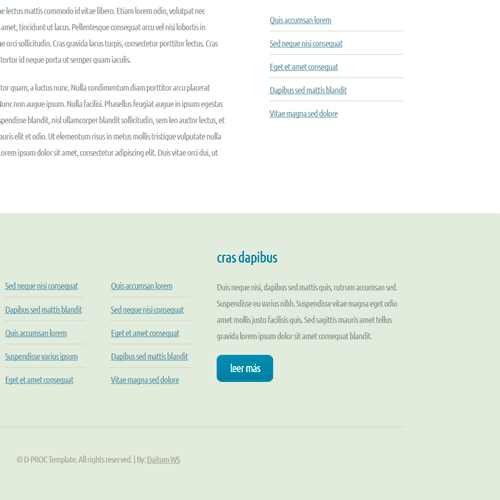 e lectus mattis commodo id vitae libero. Etiam lorem odio, volutpat nec
amet, tincidunt ut lacus. Pellentesque consequat arcu vel nisi lobortis in
e orci sollicitudin. Cras gravida lacus turpis, consectetur porttitor lectus. Cras
tortor id neque porta ut semper quam iaculis.
tor quam, a luctus nunc. Nulla condimentum diam porttitor arcu placerat
Nunc non augue ipsum. Nulla facilisi. Phasellus feugiat augue in ipsum egestas
pendisse blandit, nisl ullamcorper blandit sollicitudin, sem leo auctor lectus, et
auris elit et odio. Ut elementum risus in metus mollis tristique vulputate nulla
Lorem ipsum dolor sit amet, consectetur adipiscing elit. Duis vitae orci dui, ut
Quis accumsan lorem
Sed neque nisi consequat
Eget et amet consequat
Dapibus sed mattis blandit
Vitae magna sed dolore
Sed neque nisi consequat
Dapibus sed mattis blandit
Quis accumsan lorem
Suspendisse varius ipsum
Eget et amet consequat
Quis accumsan lorem
Sed neque nisi consequat
Eget et amet consequat
Dapibus sed mattis blandit
Vitae magna sed dolore
cras dapibus
Duis neque nisi, dapibus sed mattis quis, rutrum accumsan sed.
Suspendisse eu varius nibh. Suspendisse vitae magna eget odio
amet mollis justo facilisis quis. Sed sagittis mauris amet tellus
gravida lorem ipsum dolor sit amet consequat blandit.
leer más
© D-PROC Template. All rights reserved. | By: Daitum WS